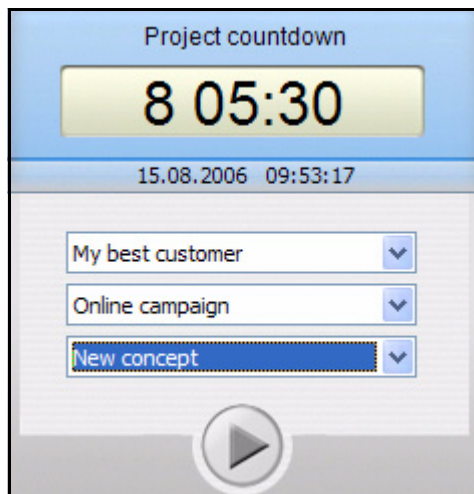 Project countdown
8 05:30
15.08.2006 09:53:17
My best customer
Online campaign
New concept